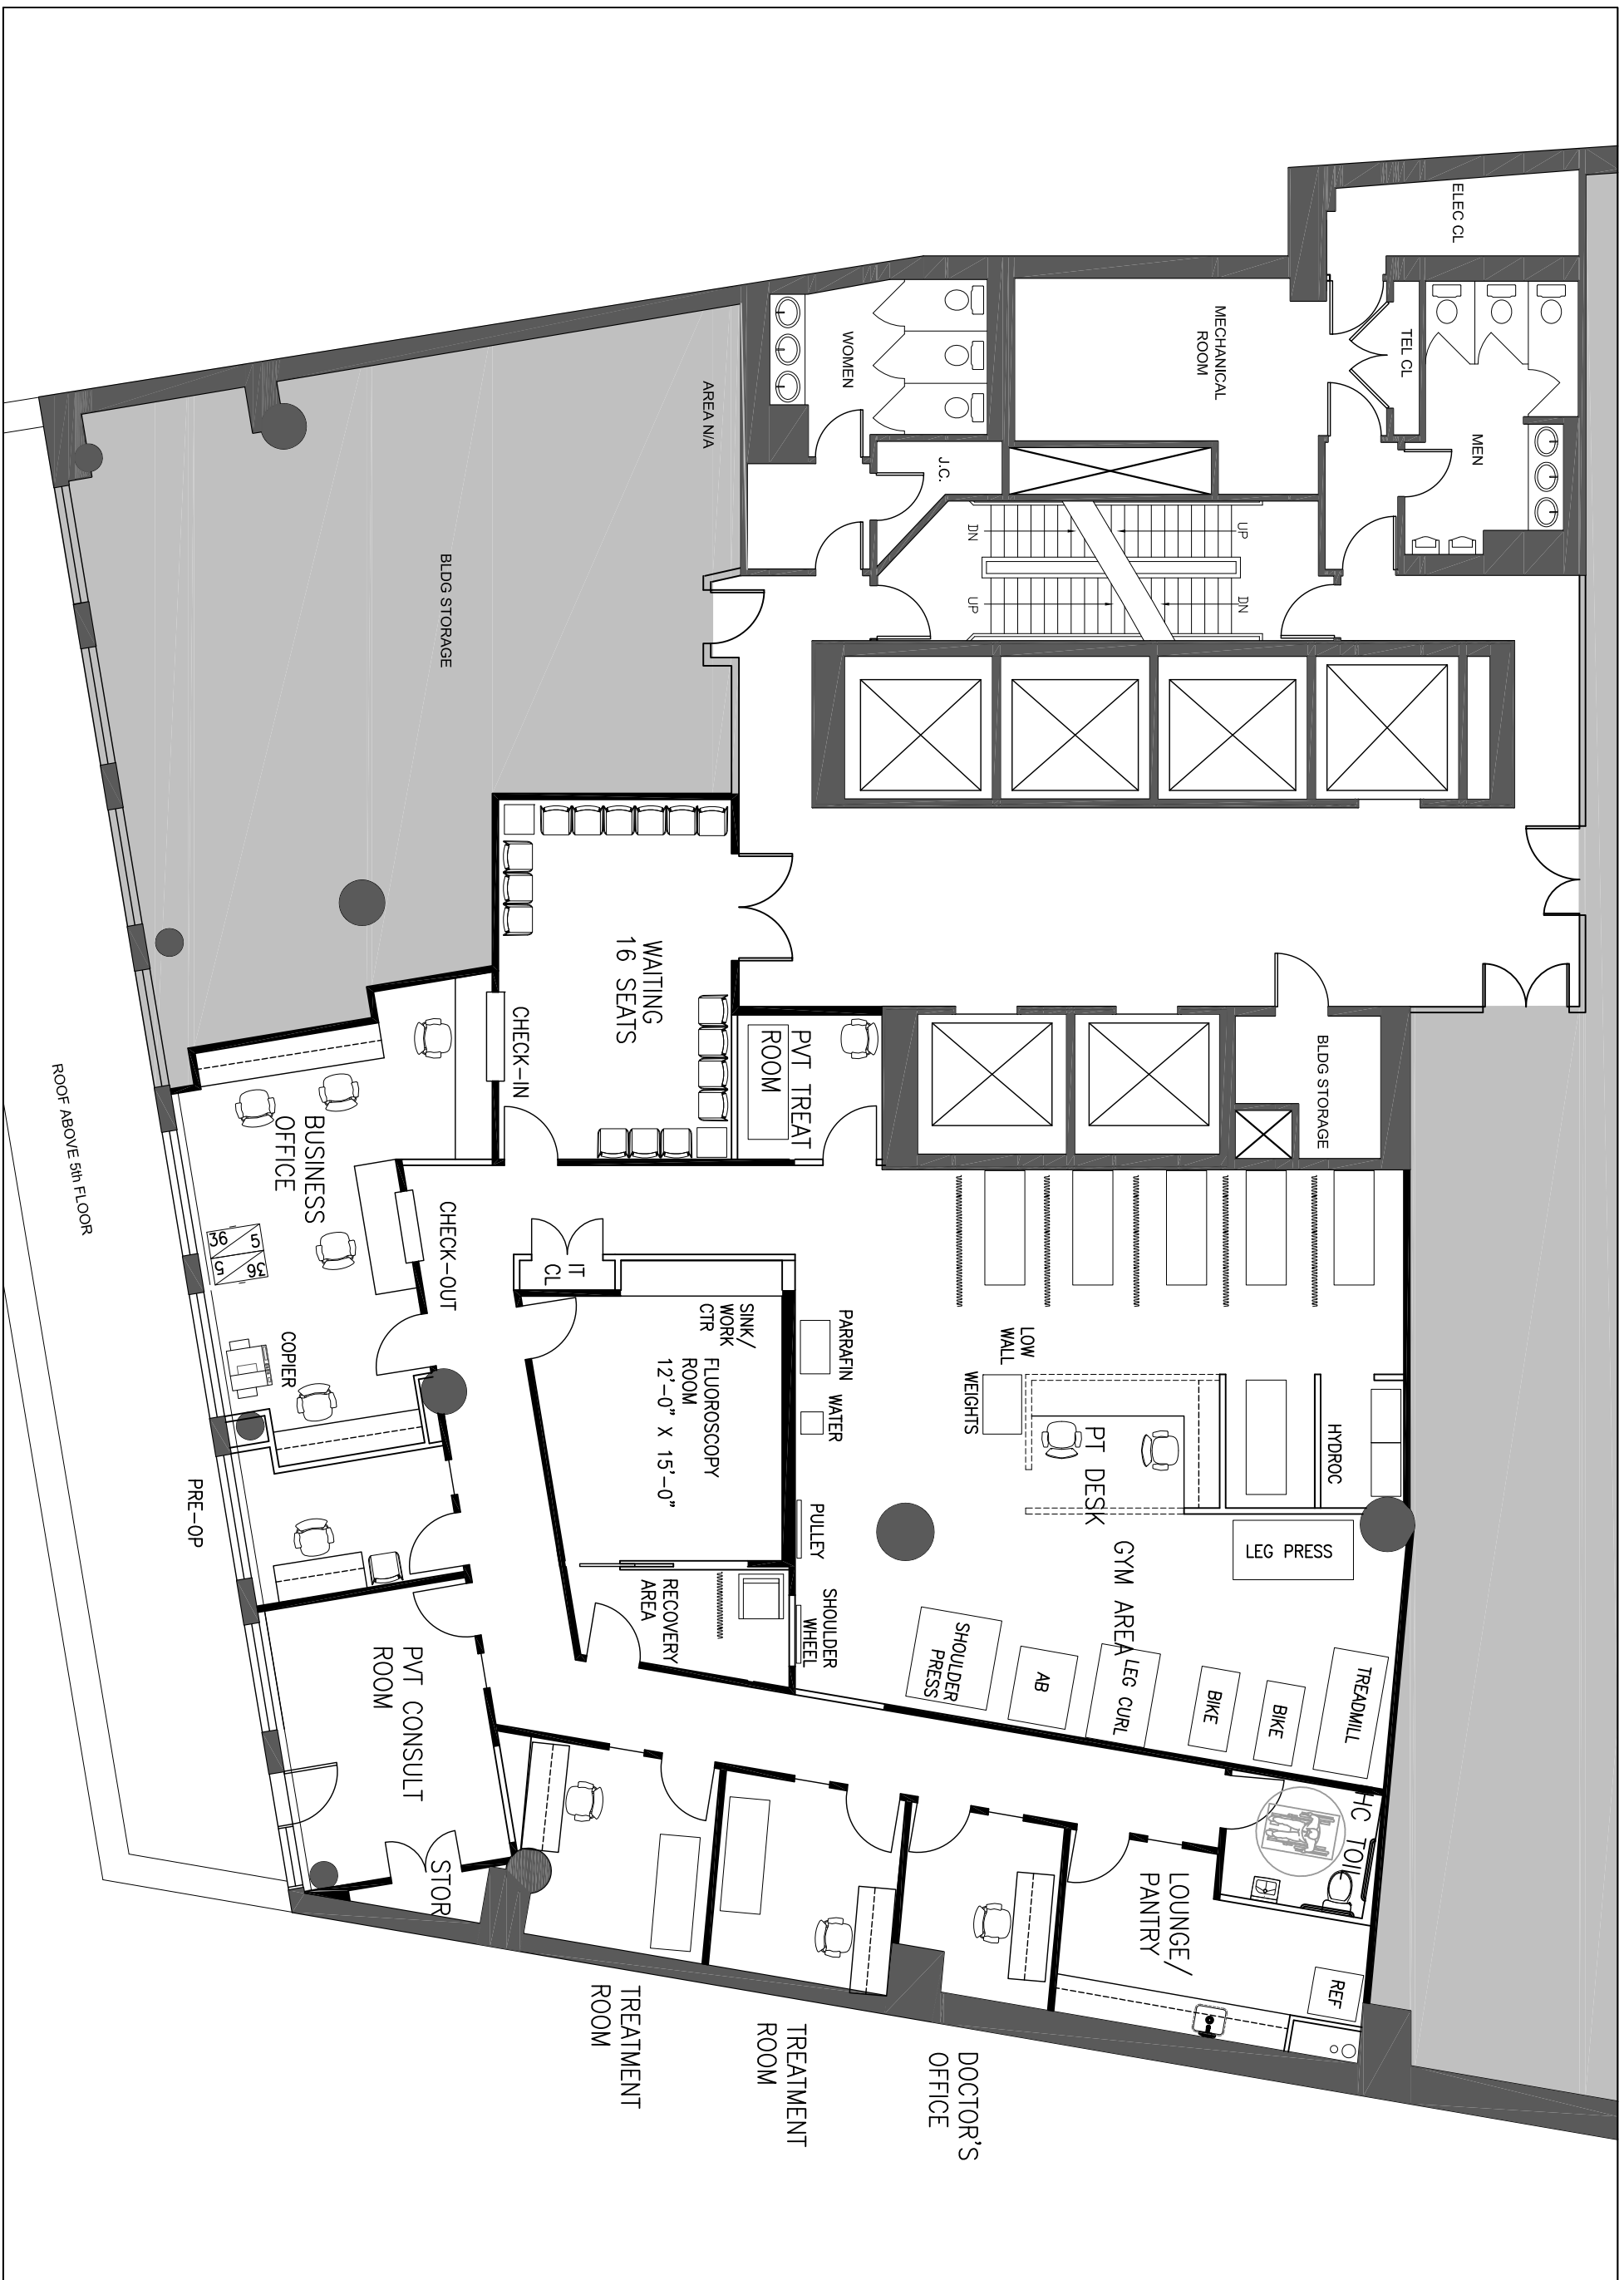 ELEC CL
TEL CL
MEN
MECHANICAL
ROOM
WOMEN
J.C.
AREA N/A
BLDG STORAGE
UP
DN
DN
UP
BLDG STORAGE
WAITING
16 SEATS
CHECK-IN
PVT TREAT
ROOM
BUSINESS
OFFICE
CHECK-OUT
IT
CL
36
5
36
5
COPIER
SINK/
WORK
CTR
FLUOROSCOPY
ROOM
12'-0" X 15'-0"
PARRAFIN
WATER
PULLEY
SHOULDER
WHEEL
LOW
WALL
WEIGHTS
PT DESK
HYDROC
LEG PRESS
GYM AREA
SHOULDER
PRESS
AB
LEG CURL
BIKE
BIKE
TREADMILL
RECOVERY
AREA
PRE-OP
ROOF ABOVE 5th FLOOR
PVT CONSULT
ROOM
STOR
HC TOIL
LOUNGE/
PANTRY
REF
TREATMENT
ROOM
TREATMENT
ROOM
DOCTOR'S
OFFICE